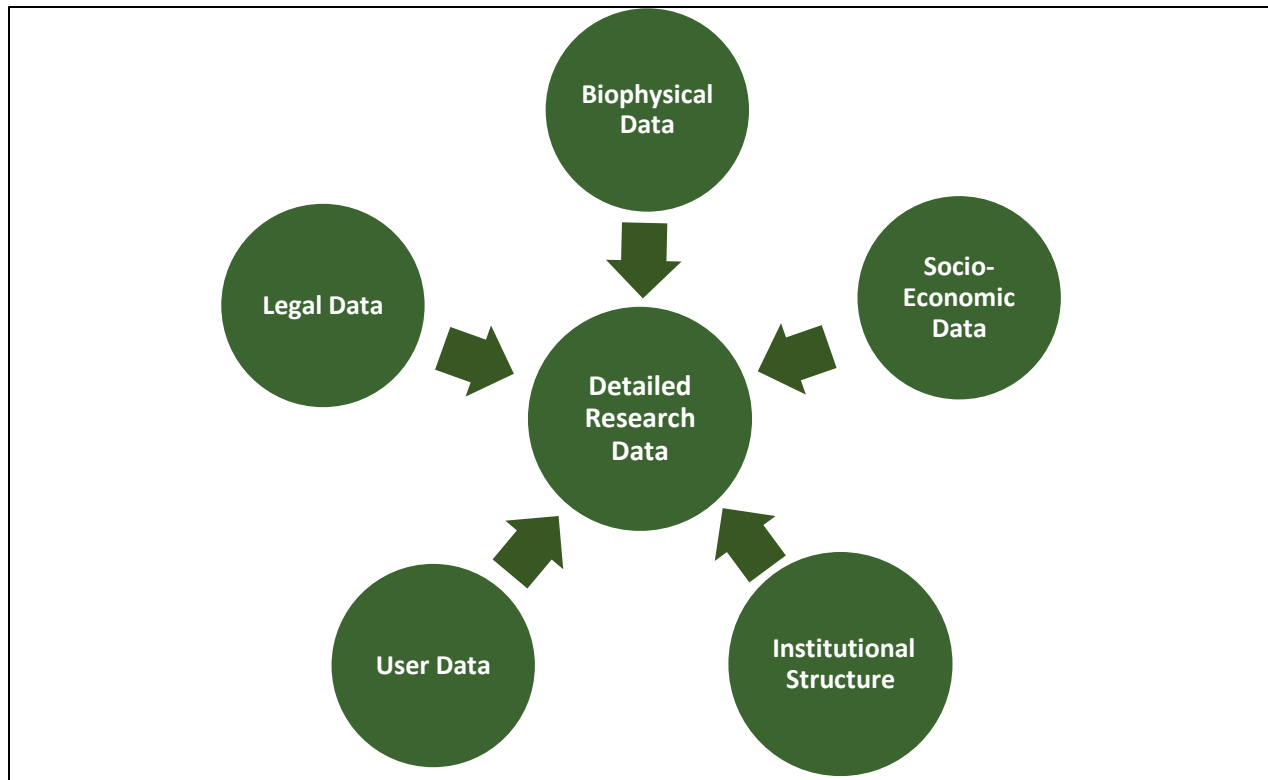 Biophysical
Data
Socio-
Economic
Data
Legal Data
Detailed
Research
Data
User Data
Institutional
Structure